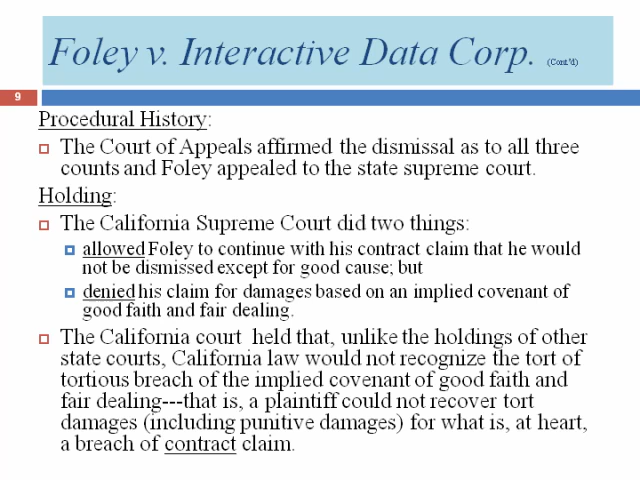 Foley v. Interactive Data Corp. (Cont.'d)
9
Procedural History:
The Court of Appeals affirmed the dismissal as to all three
counts and Foley appealed to the state supreme court.
Holding:
The California Supreme Court did two things:
allowed Foley to continue with his contract claim that he would
not be dismissed except for good cause; but
denied his claim for damages based on an implied covenant of
good faith and fair dealing.
The California court held that, unlike the holdings of other
state courts, California law would not recognize the tort of
tortious breach of the implied covenant of good faith and
fair dealing---that is, a plaintiff could not recover tort
damages (including punitive damages) for what is, at heart,
a breach of contract claim.